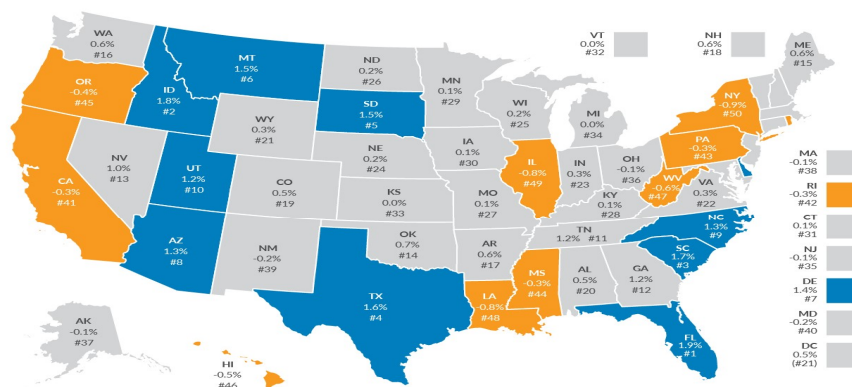 WA
0.6%
#16
OR
-0.4%
#45
CA
-0.3%
#41
NV
1.0%
#13
ID
1.8%
#2
MT
1.5%
#6
WY
0.3%
#21
UT
1.2%
#10
AZ
1.3%
#8
CO
0.5%
#19
NM
-0.2%
#39
ND
0.2%
#26
SD
1.5%
#5
NE
0.2%
#24
KS
0.0%
#33
OK
0.7%
#14
TX
1.6%
#4
MN
0.1%
#29
IA
0.1%
#30
MO
0.1%
#27
AR
0.6%
#17
LA
-0.8%
#48
WI
0.2%
#25
IL
-0.8%
#49
MS
-0.3%
#44
MI
0.0%
#34
IN
0.3%
#23
OH
-0.1%
#36
KY
0.1%
#28
TN
1.2% #11
AL
0.5%
#20
GA
1.2%
#12
FL
1.9%
#1
SC
1.7%
#3
NC
1.3%
#9
VA
0.3%
#22
WV
-0.6%
#47
PA
-0.3%
#43
NY
-0.9%
#50
VT
0.0%
#32
NH
0.6%
#18
ME
0.6%
#15
MA
-0.1%
#38
RI
-0.3%
#42
CT
0.1%
#31
NJ
-0.1%
#35
DE
1.4%
#7
MD
-0.2%
#40
DC
0.5%
(#21)
AK
-0.1%
#37
HI
-0.5%
#46